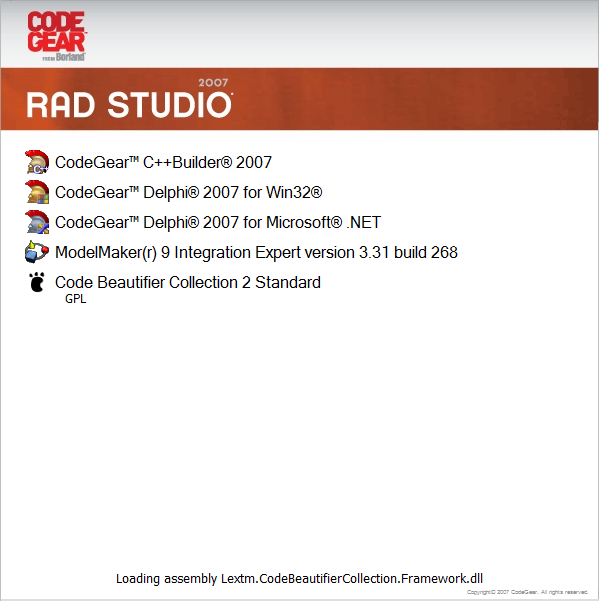 CODE
GEAR™
FROM Borland®
2007
RAD STUDIO
CodeGear™ C++Builder® 2007
CodeGear™ Delphi® 2007 for Win32®
CodeGear™ Delphi® 2007 for Microsoft® .NET
ModelMaker(r) 9 Integration Expert version 3.31 build 268
Code Beautifier Collection 2 Standard
GPL
Loading assembly Lextm.CodeBeautifierCollection.Framework.dll
Copyright© 2007 CodeGear. All rights reserved.